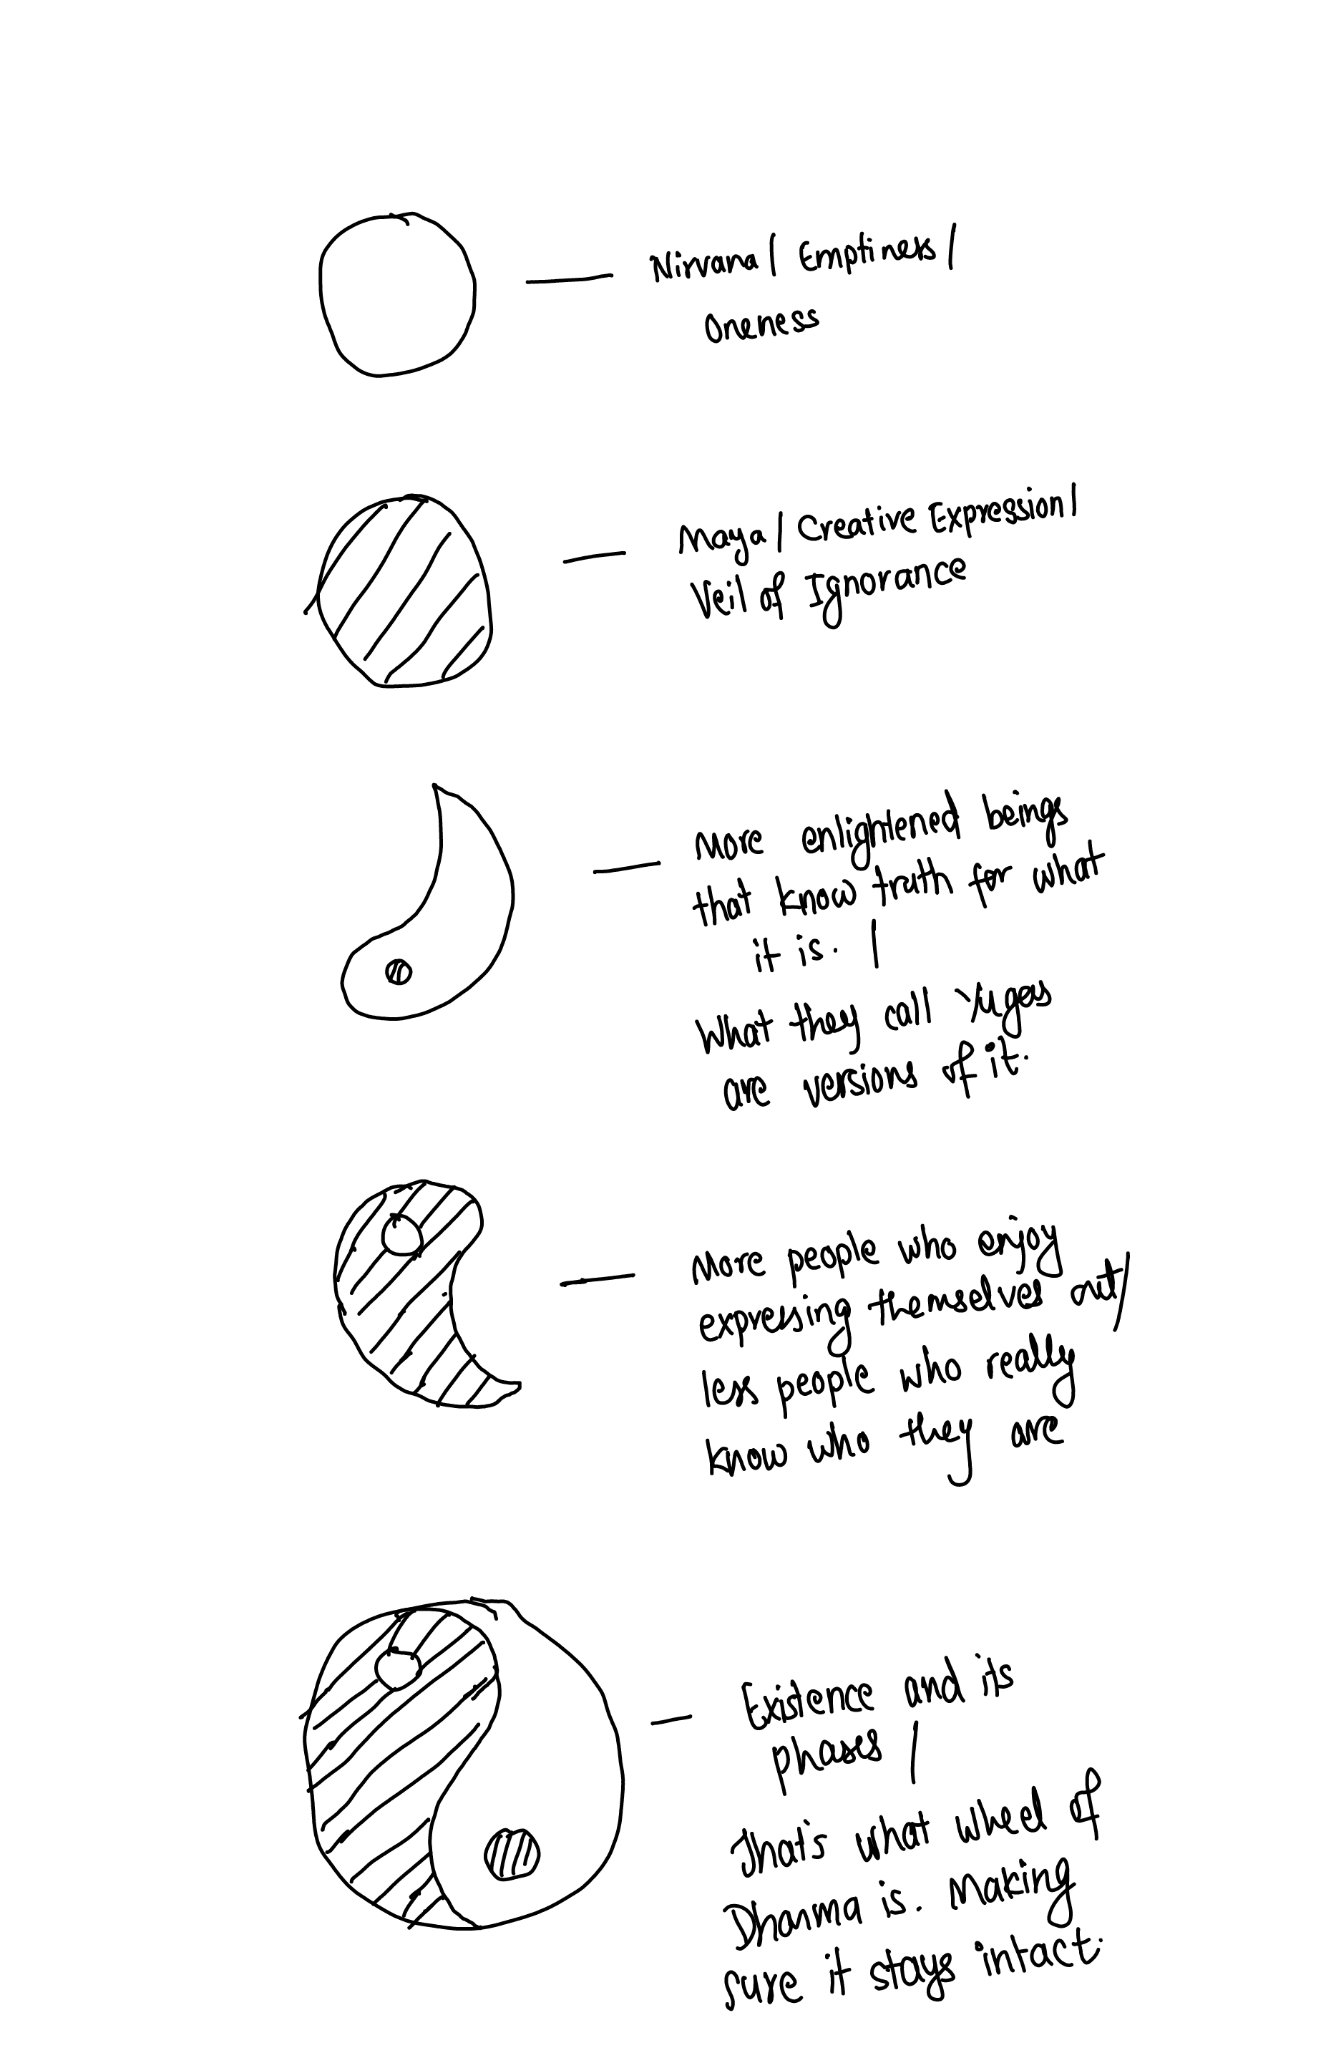 Nirvana / Emptiness /
Oneness
Maya / Creative Expression /
Veil of Ignorance
More enlightened beings
that know truth for what
it is. /
What they call Yugas
are versions of it.
More people who enjoy
expressing themselves out /
less people who really
know who they are
Existence and its
phases /
That's what wheel of
Dharma is. Making
sure it stays intact.